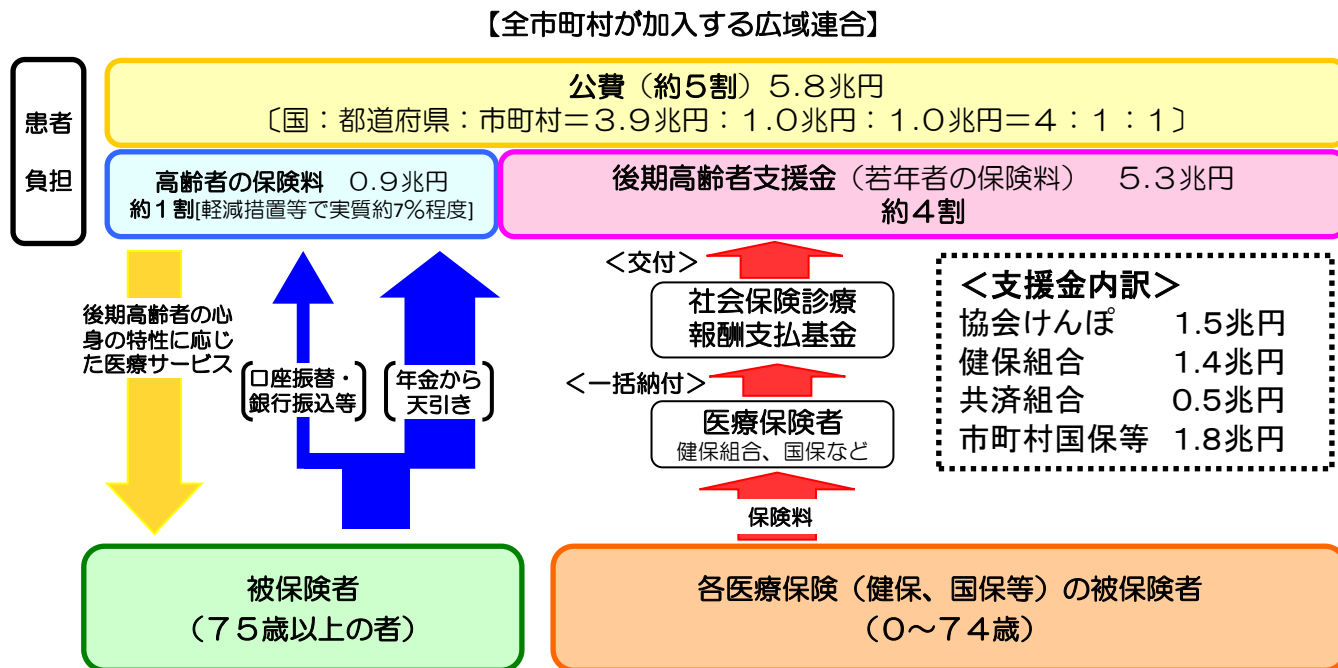 【全市町村が加入する広域連合】
患者
負担
公費（約５割）５.８兆円
〔国：都道府県：市町村＝３.９兆円：１.０兆円：１.０兆円＝４：１：１〕
高齢者の保険料　０.９兆円
約１割[軽減措置等で実質約7％程度]
後期高齢者支援金（若年者の保険料）　５.３兆円
約４割
後期高齢者の心
身の特性に応じ
た医療サービス
口座振替・
銀行振込等
年金から
天引き
＜交付＞
社会保険診療
報酬支払基金
＜一括納付＞
医療保険者
健保組合、国保など
保険料
＜支援金内訳＞
協会けんぽ　1.5兆円
健保組合　1.4兆円
共済組合　0.5兆円
市町村国保等　1.8兆円
被保険者
（７５歳以上の者）
各医療保険（健保、国保等）の被保険者
（０～７４歳）